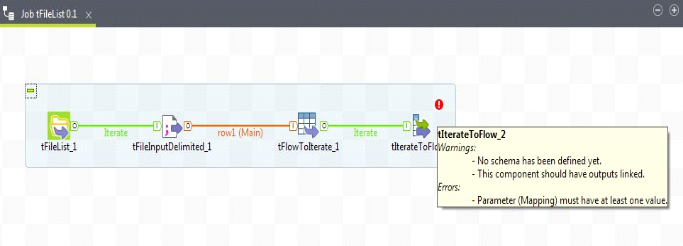 Job tFileList 0.1
tFileList_1
Iterate
tFileInputDelimited_1
row1 (Main)
tFlowToIterate_1
Iterate
tIterateToFlo
tIterateToFlow_2
Warnings:
- No schema has been defined yet.
- This component should have outputs linked.
Errors:
- Parameter (Mapping) must have at least one value.